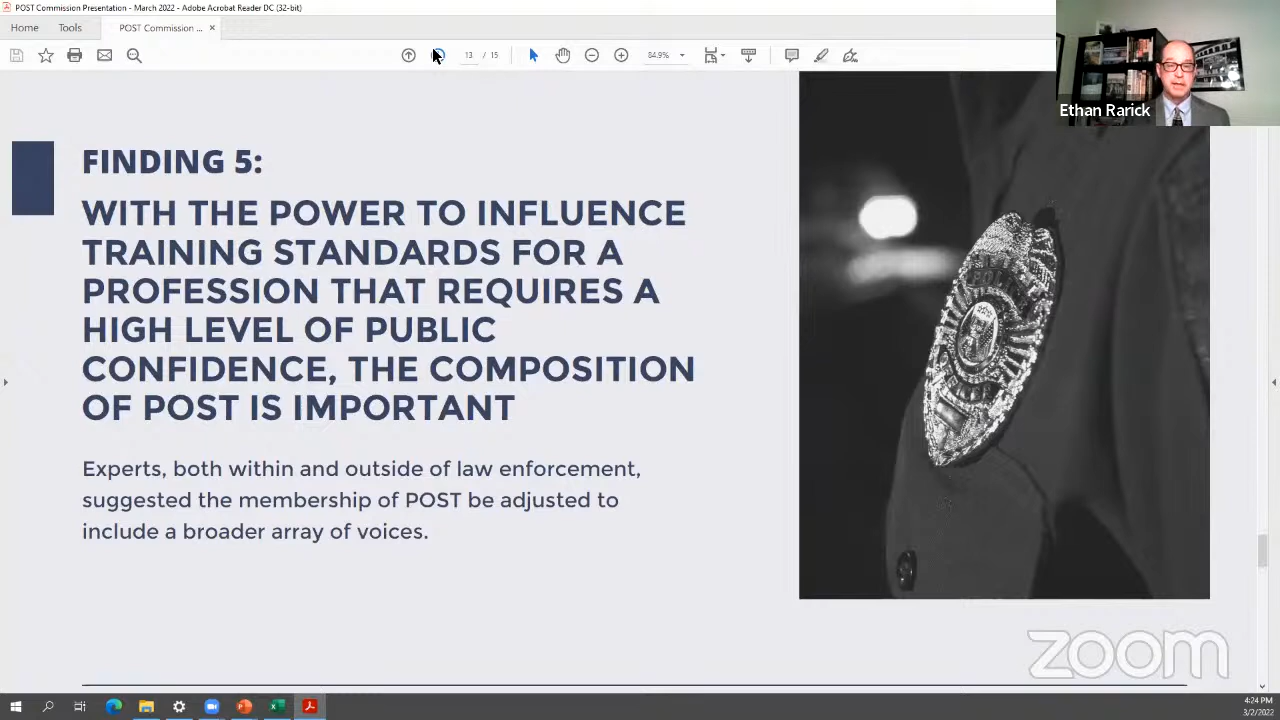 POST Commission Presentation - March 2022 - Adobe Acrobat Reader DC (32-bit)
Home
Tools
POST Commission ...
13 / 15
84.9%
Ethan Rarick
FINDING 5:
WITH THE POWER TO INFLUENCE
TRAINING STANDARDS FOR A
PROFESSION THAT REQUIRES A
HIGH LEVEL OF PUBLIC
CONFIDENCE, THE COMPOSITION
OF POST IS IMPORTANT
Experts, both within and outside of law enforcement,
suggested the membership of POST be adjusted to
include a broader array of voices.
zoom
4:24 PM
3/2/2022